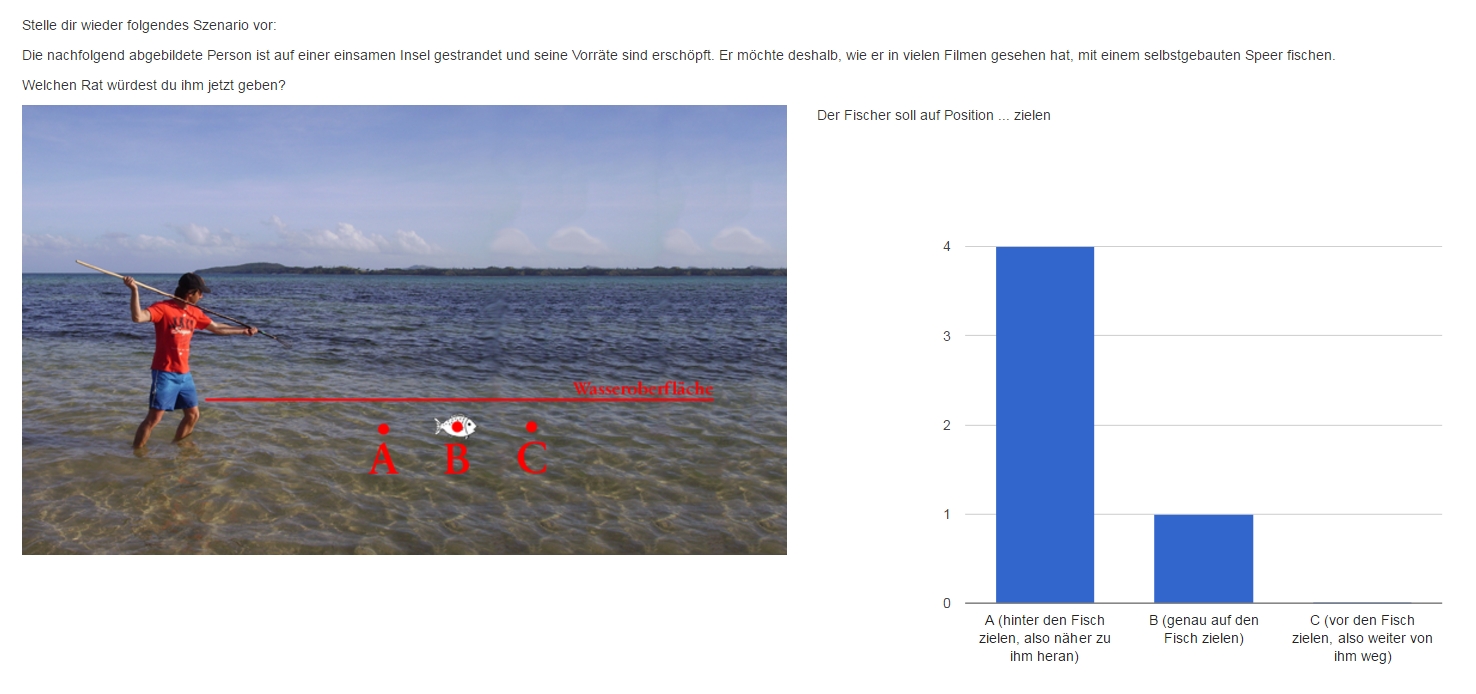 Stelle dir wieder folgendes Szenario vor:
Die nachfolgend abgebildete Person ist auf einer einsamen Insel gestrandet und seine Vorräte sind erschöpft. Er möchte deshalb, wie er in vielen Filmen gesehen hat, mit einem selbstgebauten Speer fischen.
Welchen Rat würdest du ihm jetzt geben?
Wasseroberfläche
A B C
Der Fischer soll auf Position ... zielen
4
3
2
1
0
A (hinter den Fisch
zielen, also näher zu
ihm heran)
B (genau auf den
Fisch zielen)
C (vor den Fisch
zielen, also weiter von
ihm weg)